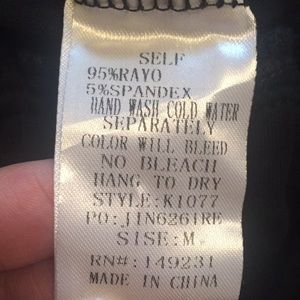 SELF
95%RAYO
5%SPANDEX
HAND WASH COLD WATER
SEPARATELY
COLOR WILL BLEED
NO BLEACH
HANG TO DRY
STYLE:K1077
PO:JIN6261RE
SISE:M
RN#:149231
MADE IN CHINA